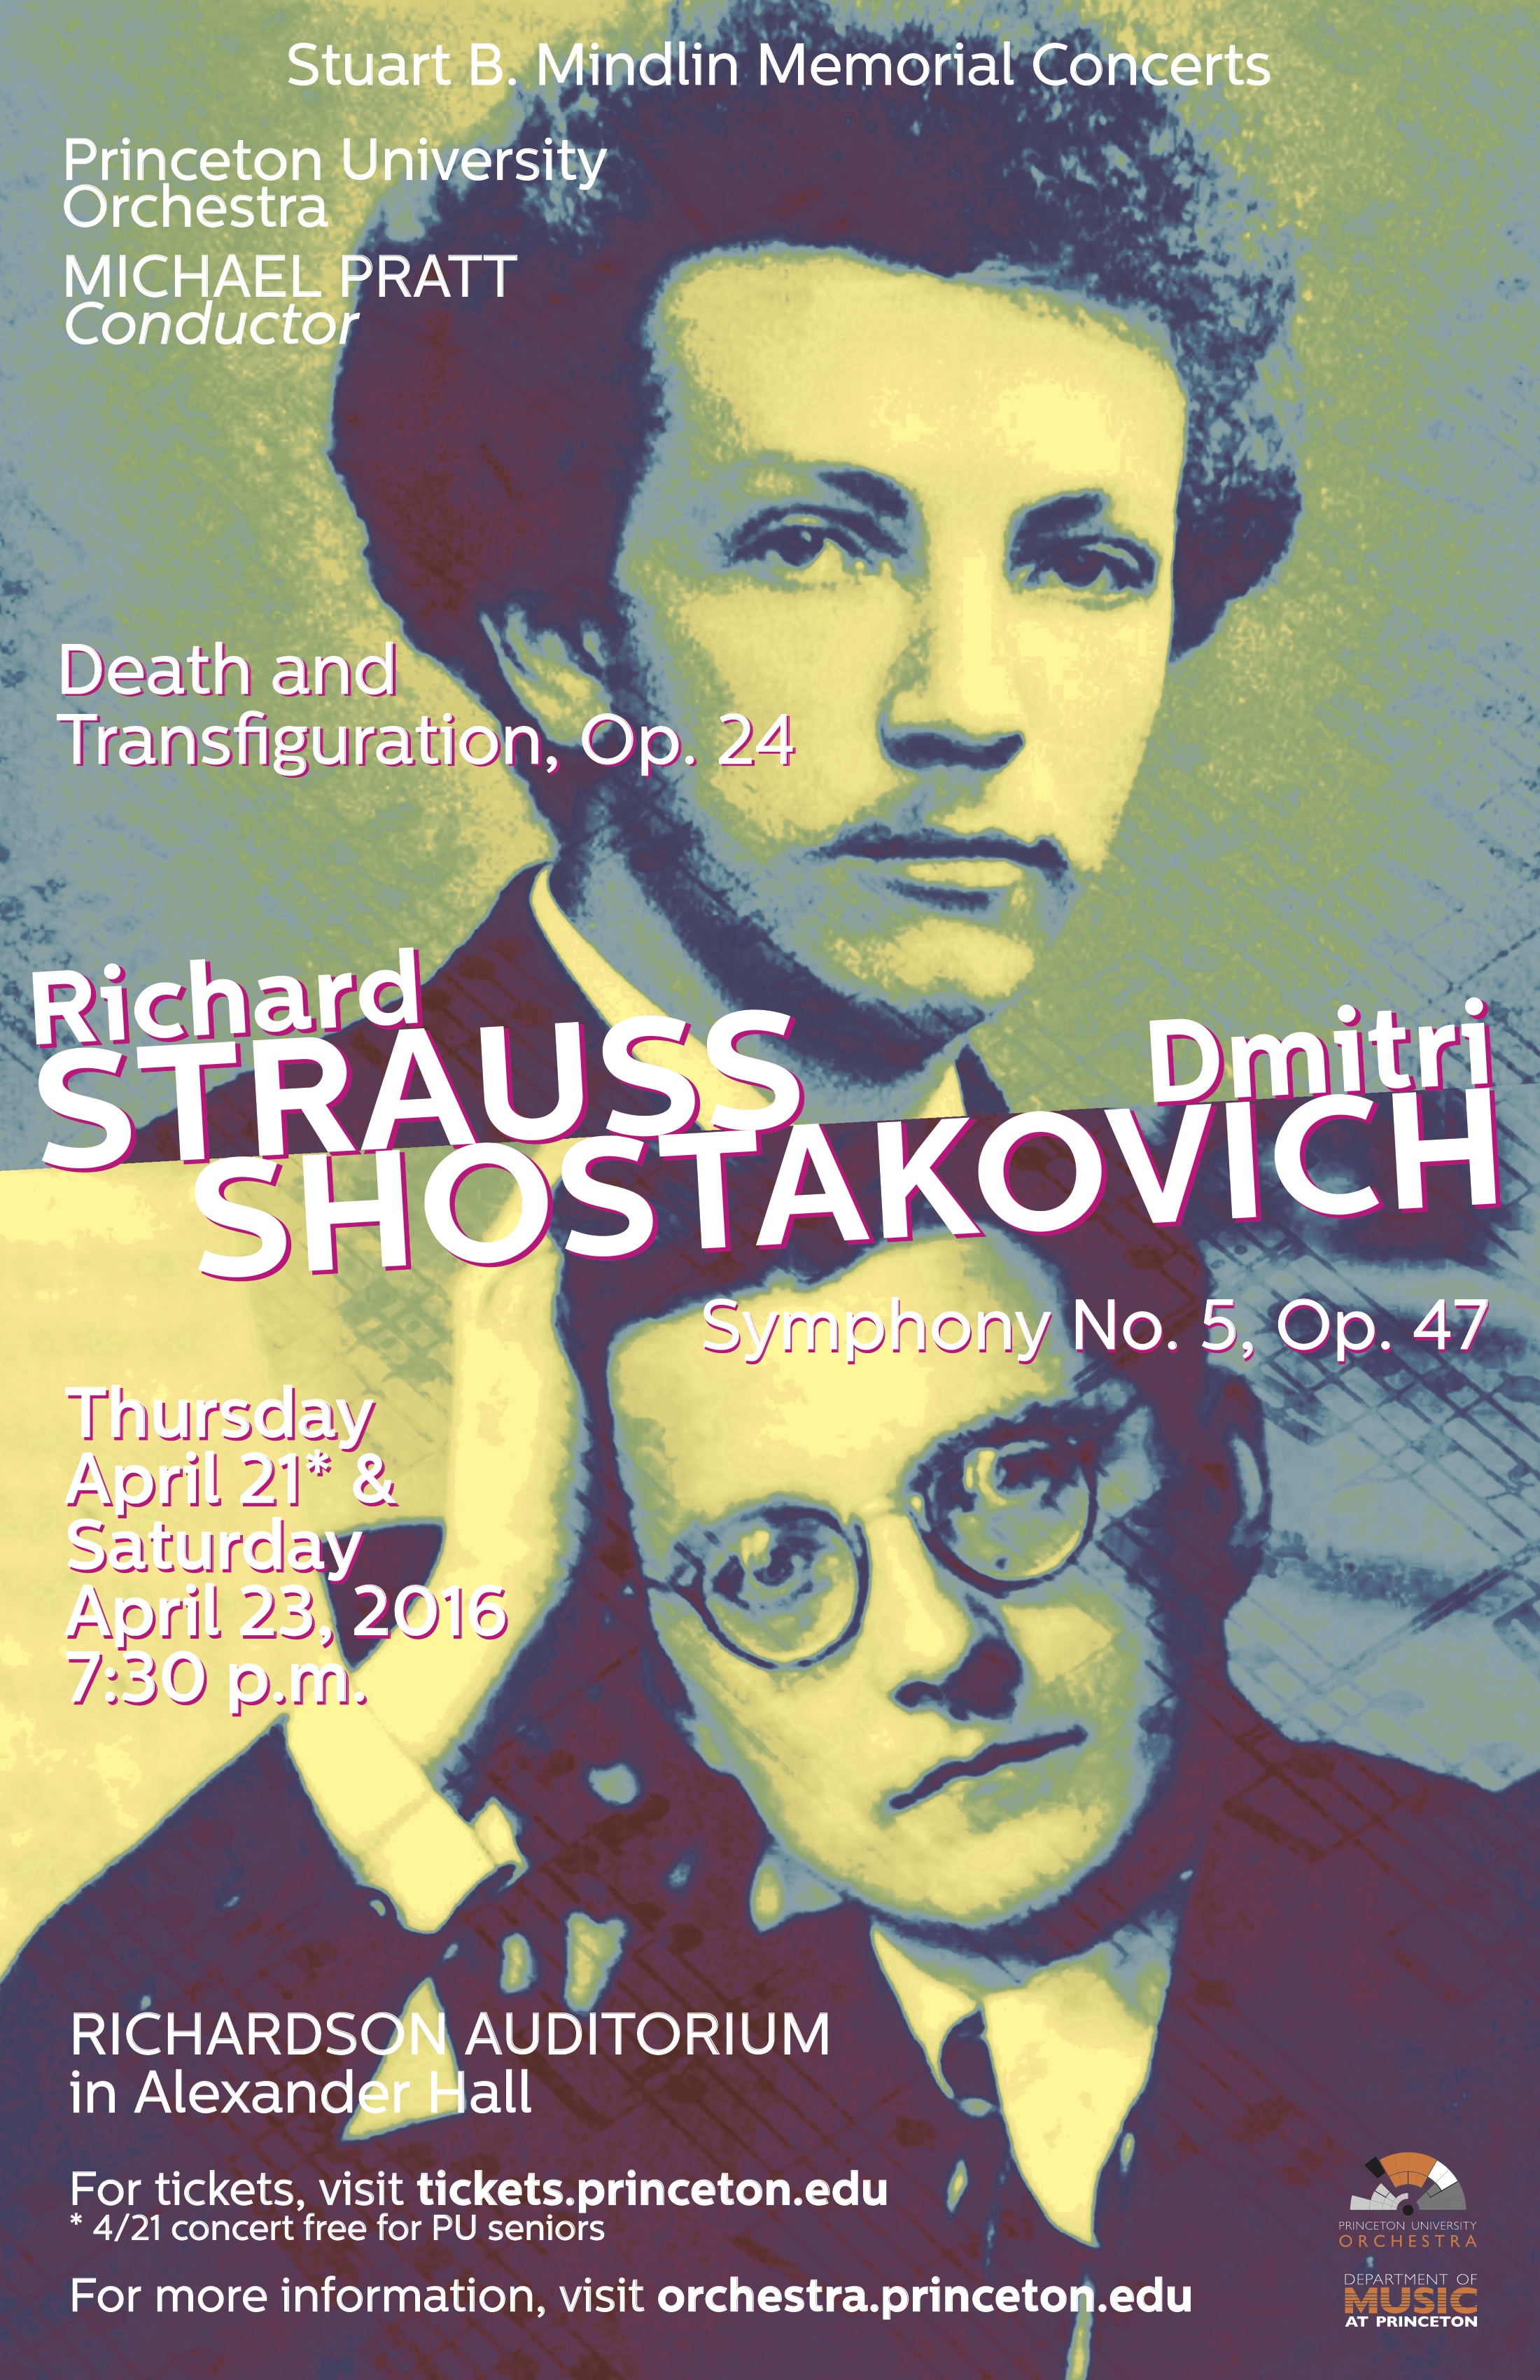 Stuart B. Mindlin Memorial Concerts
Princeton University
Orchestra
MICHAEL PRATT
Conductor
Death and
Transfiguration, Op. 24
Richard
STRAUSS
Dmitri
SHOSTAKOVICH
Symphony No. 5, Op. 47
Thursday
April 21* &
Saturday
April 23, 2016
7:30 p.m.
RICHARDSON AUDITORIUM
in Alexander Hall
For tickets, visit tickets.princeton.edu
* 4/21 concert free for PU seniors
For more information, visit orchestra.princeton.edu
PRINCETON UNIVERSITY
ORCHESTRA
DEPARTMENT OF
MUSIC
AT PRINCETON